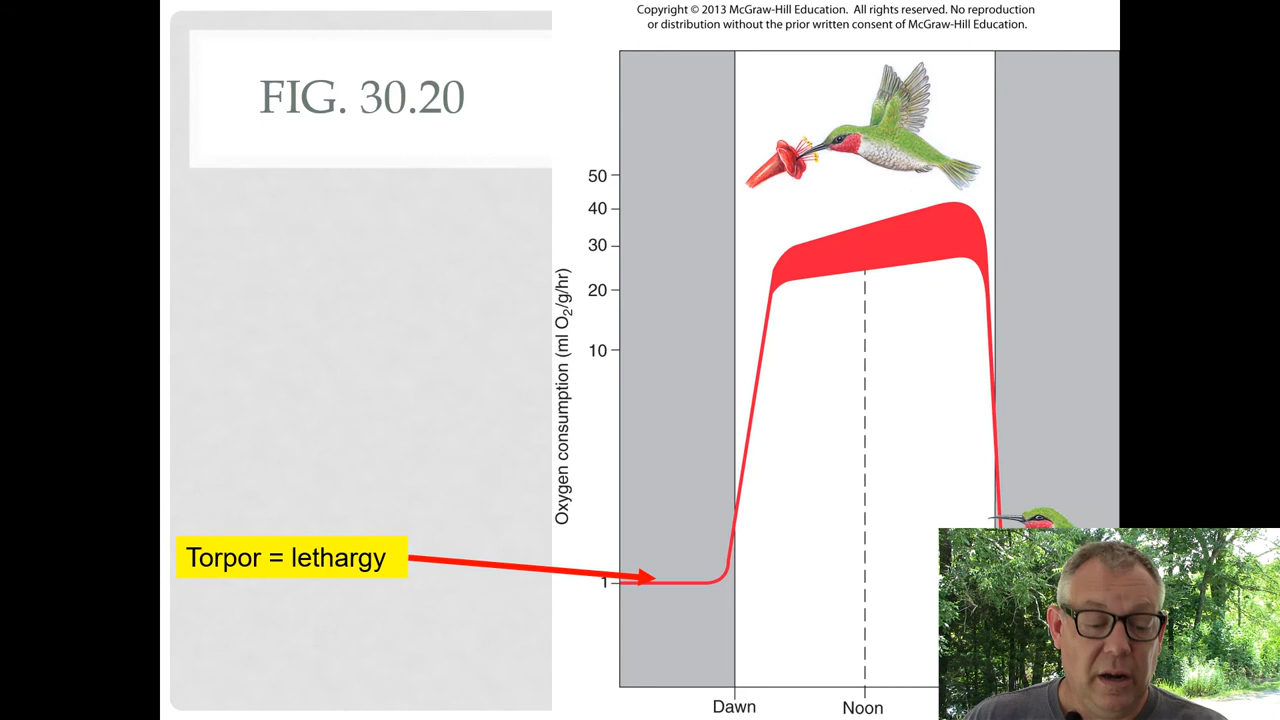 Copyright © 2013 McGraw-Hill Education. All rights reserved. No reproduction
or distribution without the prior written consent of McGraw-Hill Education.
FIG. 30.20
50
40
30
20
10
1
Oxygen consumption (ml O₂/g/hr)
Torpor = lethargy
Dawn
Noon